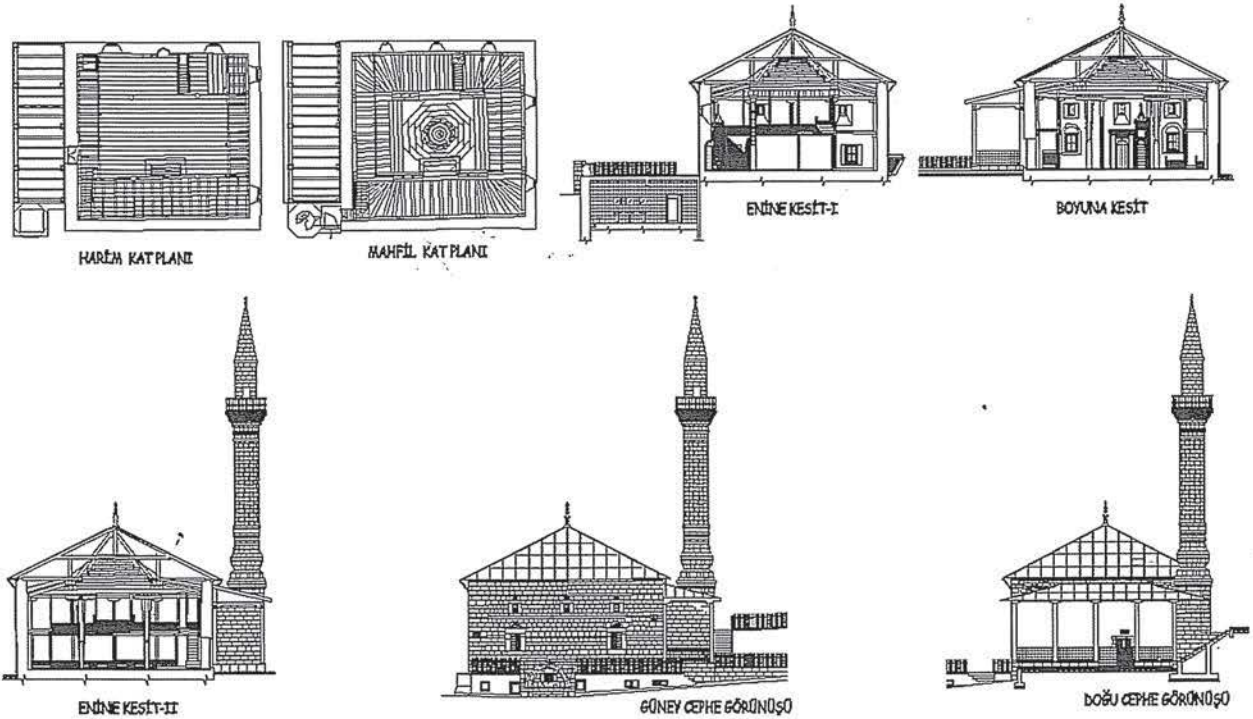 HARİM KAT PLANI
MAHFİL KAT PLANI
ENİNE KESİT-I
BOYUNA KESİT
ENİNE KESİT-II
GÜNEY CEPHE GÖRÜNÜŞÜ
DOĞU CEPHE GÖRÜNÜŞÜ